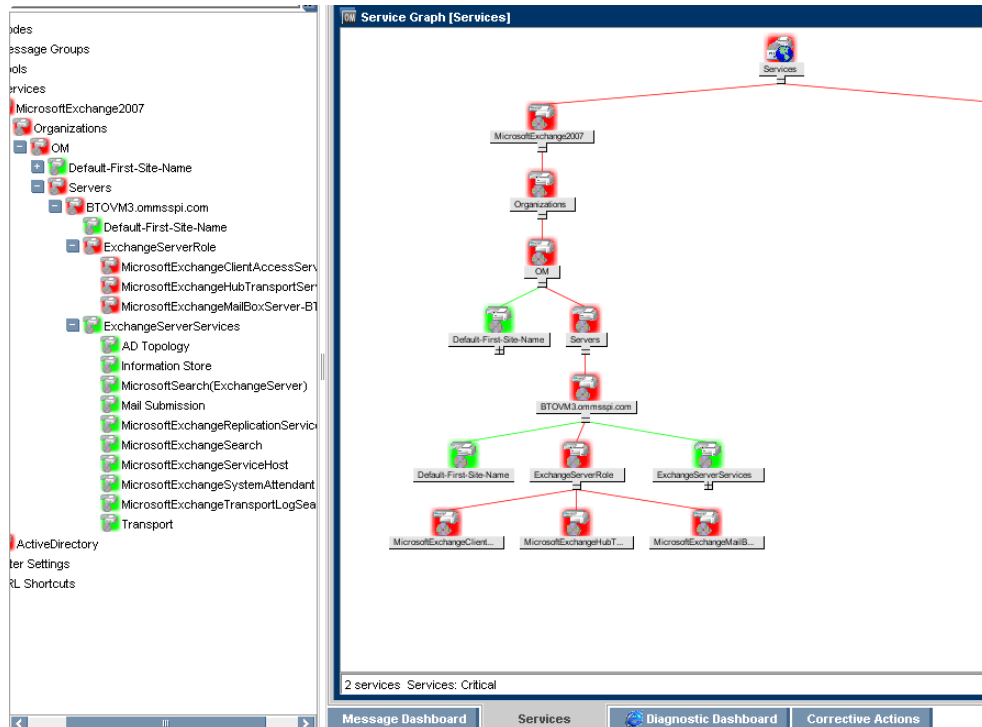 odes
essage Groups
ools
ervices
MicrosoftExchange2007
Organizations
OM
Default-First-Site-Name
Servers
BTOVM3.ommsspi.com
Default-First-Site-Name
ExchangeServerRole
MicrosoftExchangeClientAccessServ
MicrosoftExchangeHubTransportSer
MicrosoftExchangeMailBoxServer-BT
ExchangeServerServices
AD Topology
Information Store
MicrosoftSearch(ExchangeServer)
Mail Submission
MicrosoftExchangeReplicationService
MicrosoftExchangeSearch
MicrosoftExchangeServiceHost
MicrosoftExchangeSystemAttendant
MicrosoftExchangeTransportLogSea
Transport
ActiveDirectory
ter Settings
RL Shortcuts
OM Service Graph [Services]
Services
MicrosoftExchange2007
Organizations
OM
Default-First-Site-Name Servers
BTOVM3.ommsspi.com
Default-First-Site-Name ExchangeServerRole ExchangeServerServices
MicrosoftExchangeClient... MicrosoftExchangeHubT... MicrosoftExchangeMailB...
2 services Services: Critical
Message Dashboard Services Diagnostic Dashboard Corrective Actions